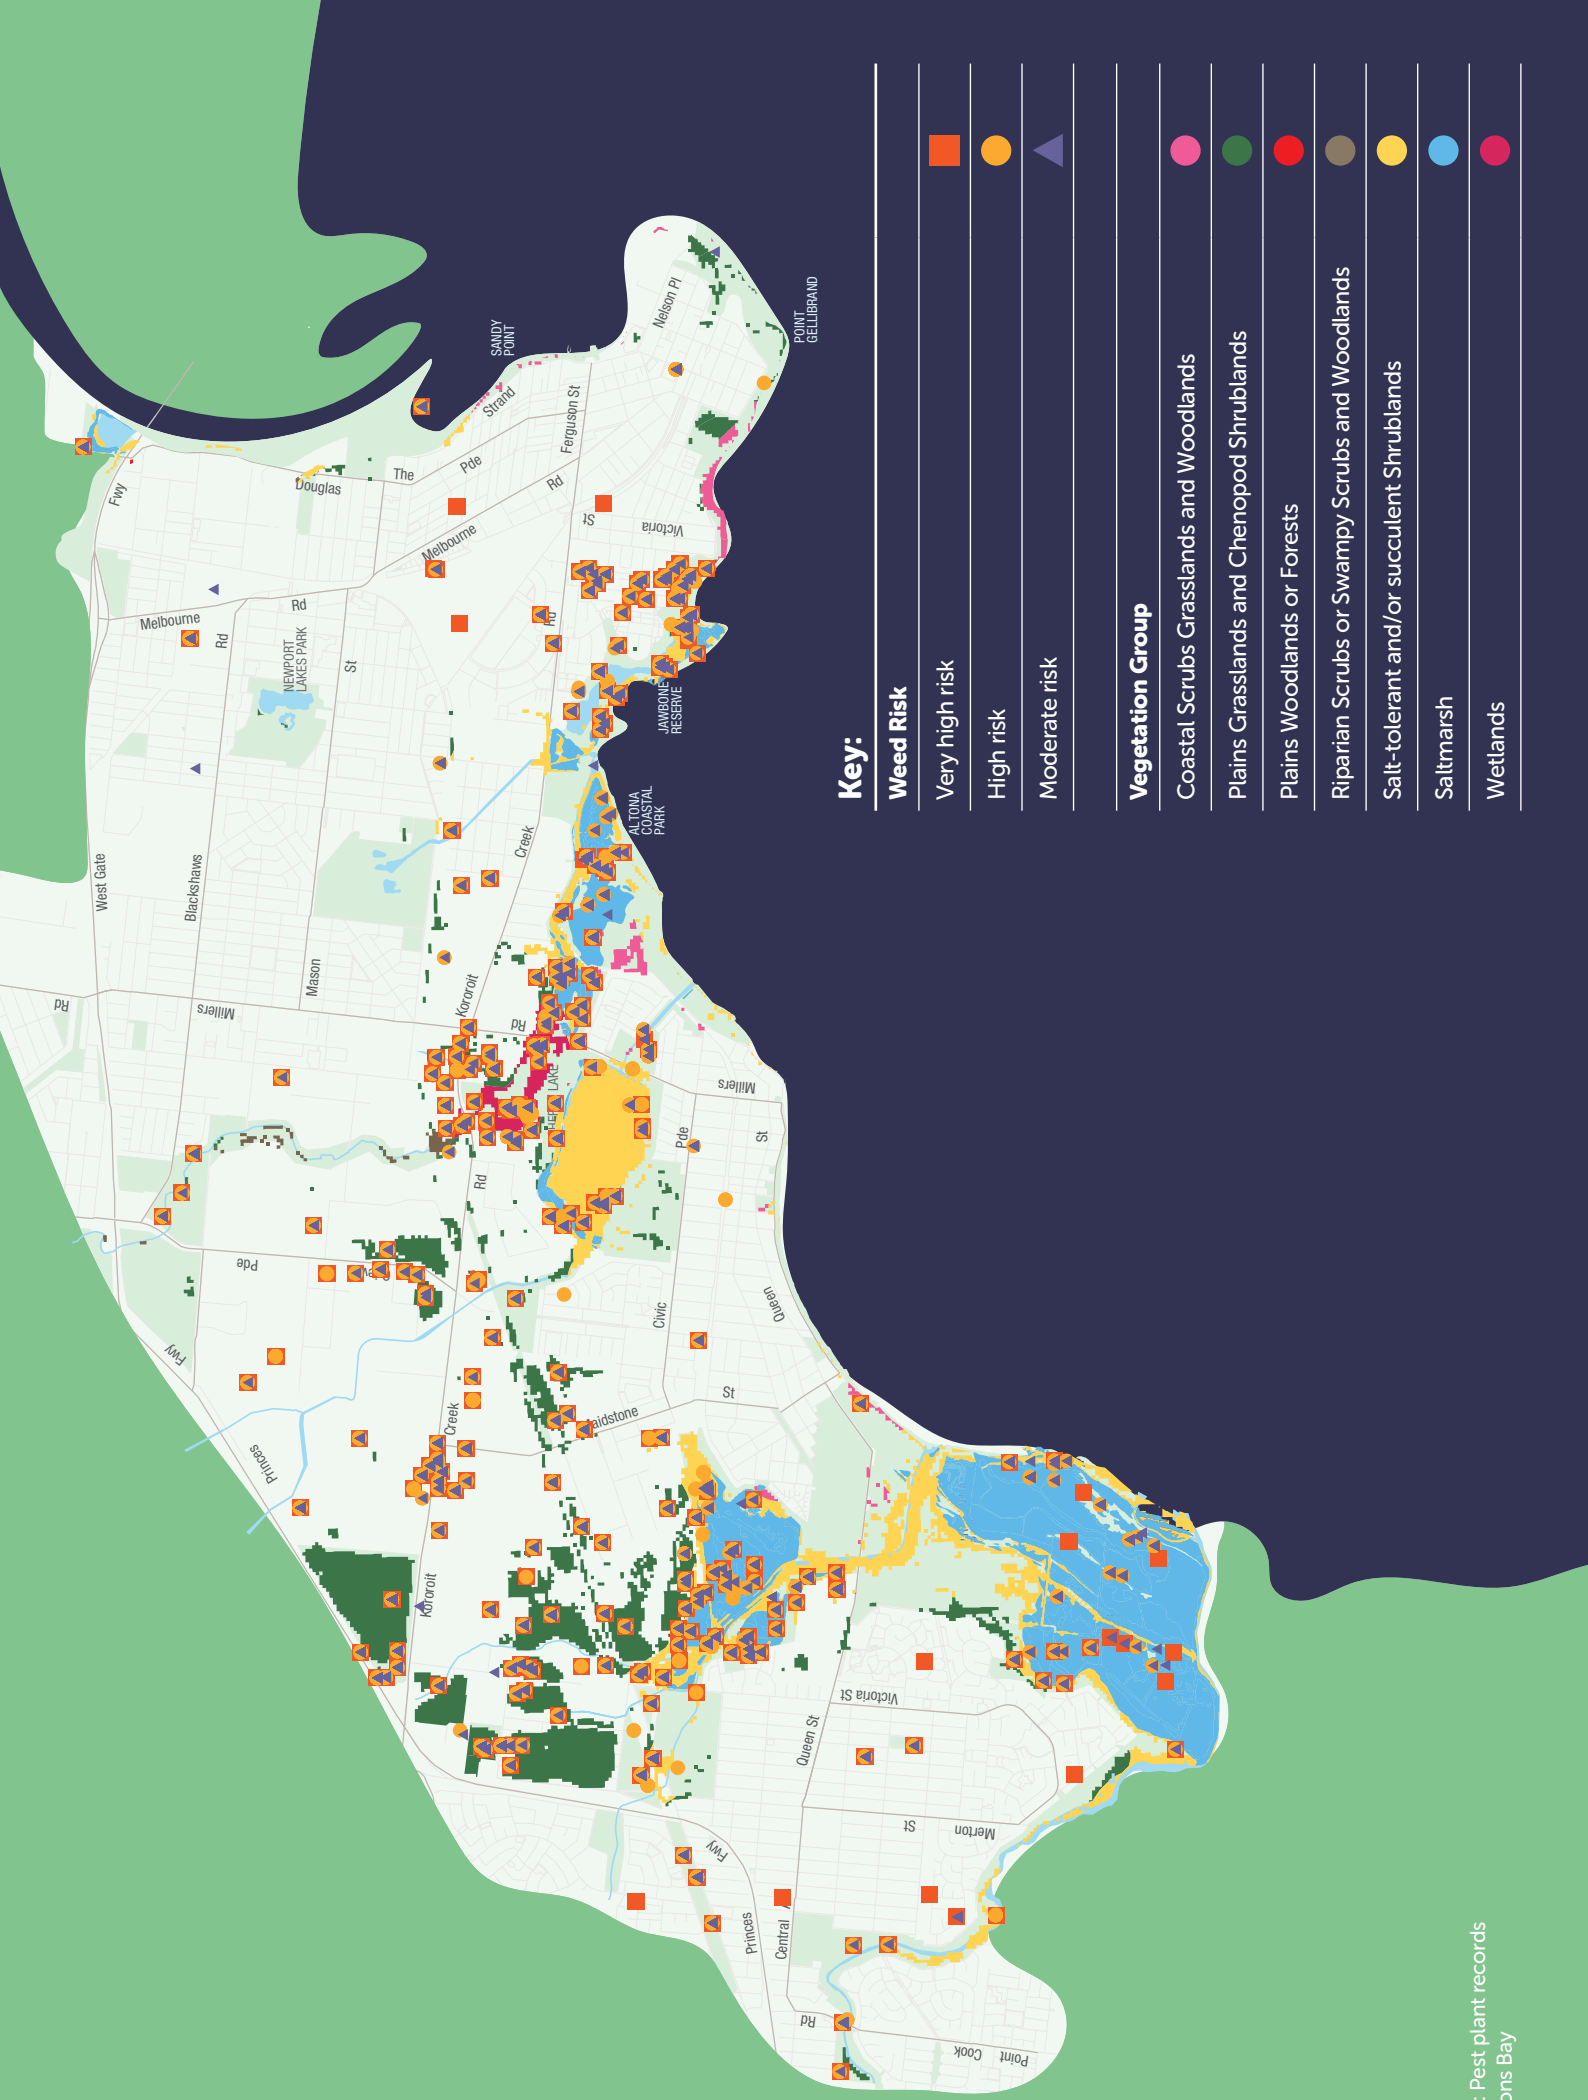 Key:
Weed Risk
Very high risk
High risk
Moderate risk
Vegetation Group
Coastal Scrubs Grasslands and Woodlands
Plains Grasslands and Chenopod Shrublands
Plains Woodlands or Forests
Riparian Scrubs or Swampy Scrubs and Woodlands
Salt-tolerant and/or succulent Shrublands
Saltmarsh
Wetlands
: Pest plant records
ons Bay
SANDY
POINT
POINT
GELLIBRAND
NEWPORT
LAKES PARK
JAWBONE
RESERVE
ALTONA
COASTAL
PARK
LAKE
Nelson Pl
Strand
The
Ferguson St
Pde
Rd
Douglas
Fwy
Melbourne
St
Victoria
Melbourne
Rd
Rd
St
Rd
West Gate
Blackshaws
Mason
Creek
Kororoit
Rd
Millers
Rd
Millers
Rd
Pde
St
Pde
Civic
Queen
Fwy
Princes
Creek
St
aidstone
Kororoit
Victoria St
Queen St
Merton
St
Fwy
Princes
Central
Rd
Point
Cook